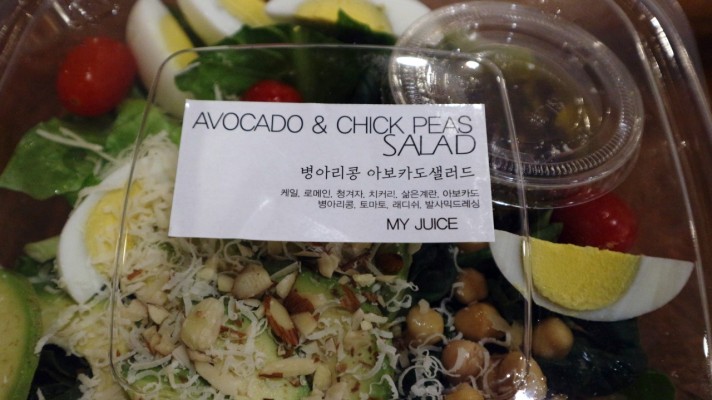 AVOCADO & CHICK PEAS
SALAD
병아리콩 아보카도샐러드
케일, 로메인, 청겨자, 치커리, 삶은계란, 아보카드
병아리콩, 토마토, 래디쉬, 발사믹드레싱
MY JUICE